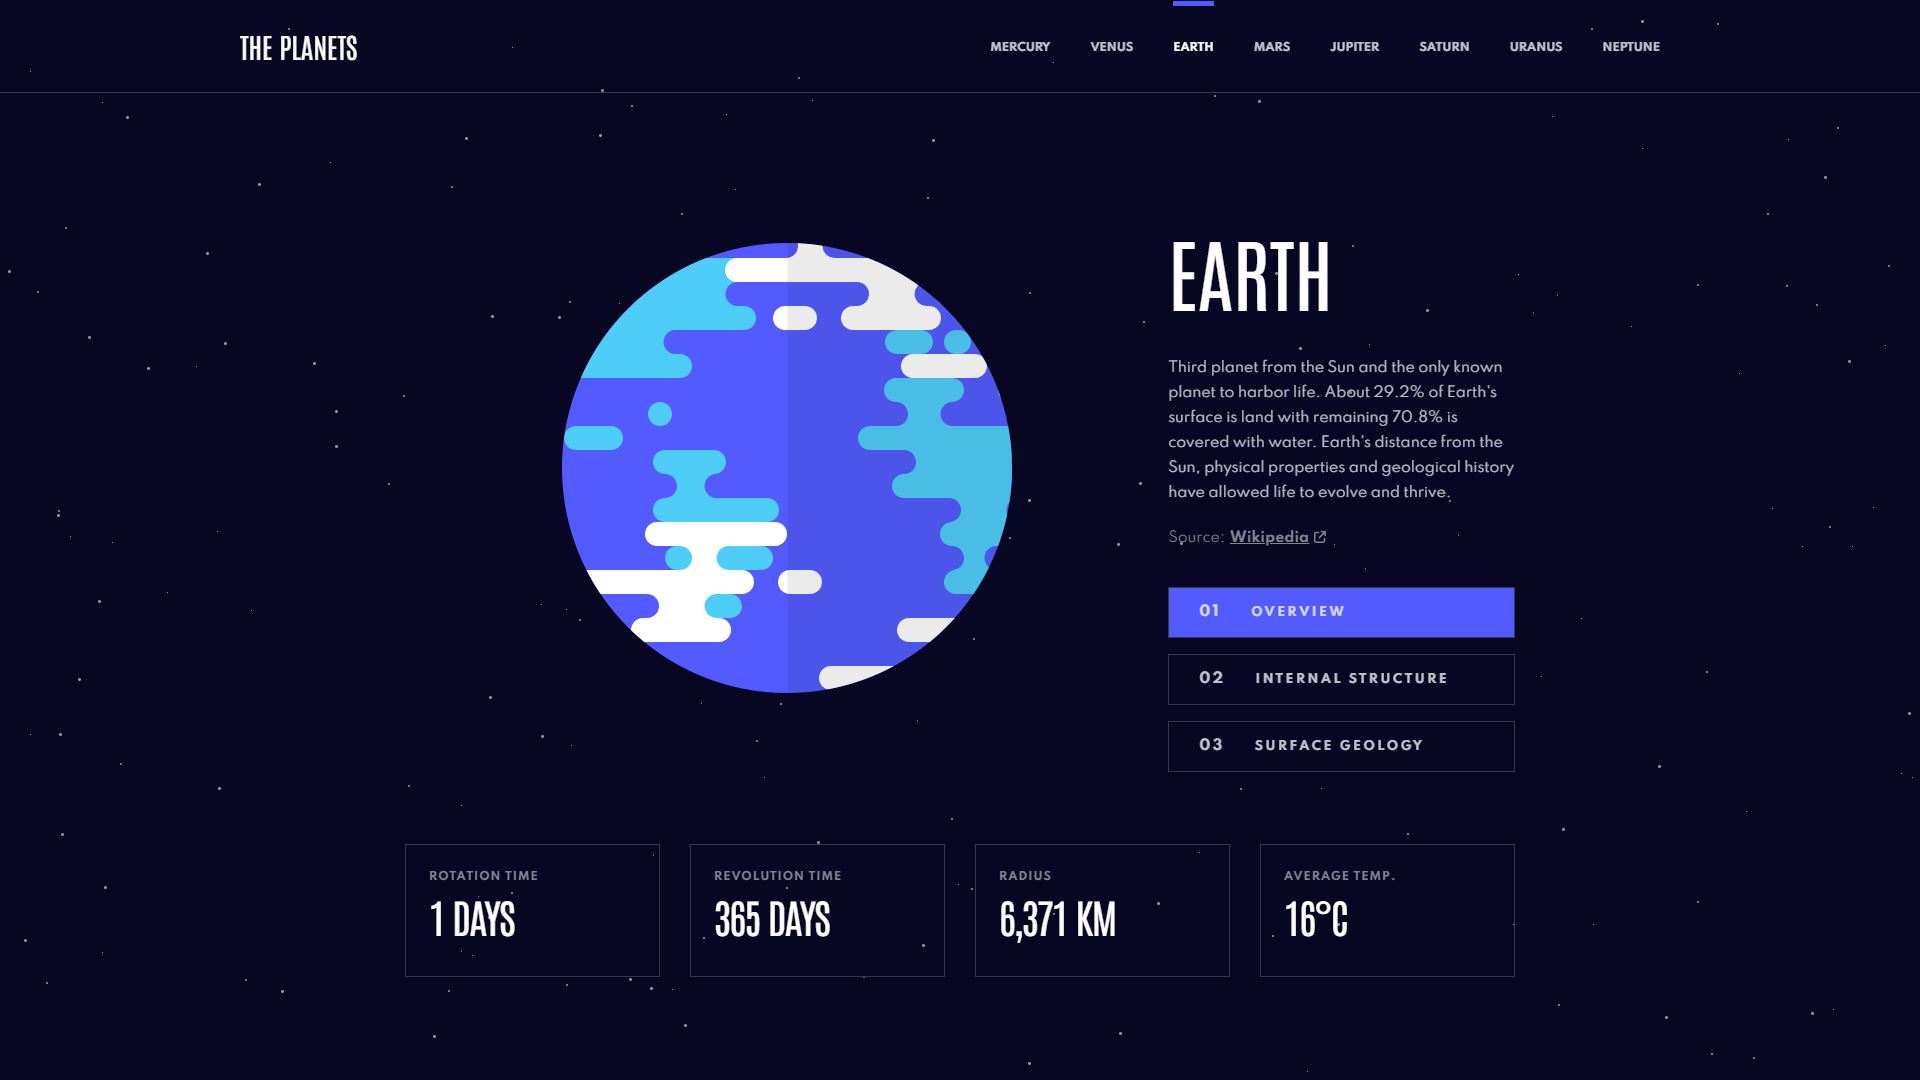 THE PLANETS
MERCURY VENUS EARTH MARS JUPITER SATURN URANUS NEPTUNE
EARTH
Third planet from the Sun and the only known
planet to harbor life. About 29.2% of Earth's
surface is land with remaining 70.8% is
covered with water. Earth's distance from the
Sun, physical properties and geological history
have allowed life to evolve and thrive.
Source: Wikipedia
01 OVERVIEW
02 INTERNAL STRUCTURE
03 SURFACE GEOLOGY
ROTATION TIME
1 DAYS
REVOLUTION TIME
365 DAYS
RADIUS
6,371 KM
AVERAGE TEMP.
16°C